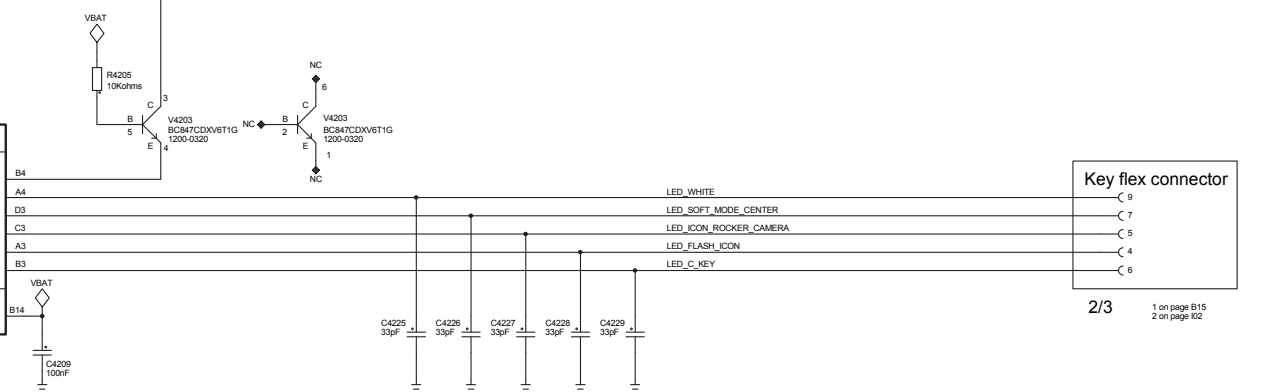 VBAT
R4205
10Kohms
C
3
B
5
V4203
BC847CDXV6T1G
1200-0320
E
4
NC
6
C
NC
B
2
V4203
BC847CDXV6T1G
1200-0320
E
1
NC
B4
A4
LED_WHITE
D3
LED_SOFT_MODE_CENTER
C3
LED_ICON_ROCKER_CAMERA
A3
LED_FLASH_ICON
B3
LED_C_KEY
Key flex connector
9
7
5
4
6
2/3
1 on page B15
2 on page I02
VBAT
B14
C4209
100nF
C4225
33pF
C4226
33pF
C4227
33pF
C4228
33pF
C4229
33pF